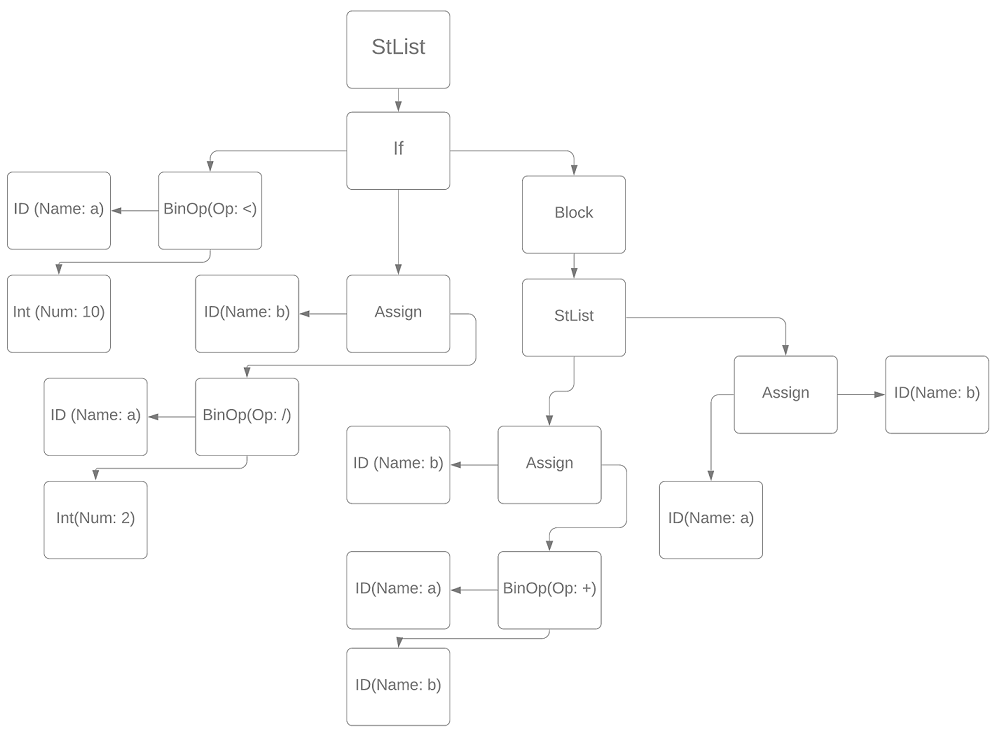 StList
If
ID (Name: a)
BinOp(Op: <)
Block
Int (Num: 10)
ID(Name: b)
Assign
StList
Assign
ID(Name: b)
ID (Name: a)
BinOp(Op: /)
ID (Name: b)
Assign
Int(Num: 2)
ID(Name: a)
ID(Name: a)
BinOp(Op: +)
ID(Name: b)